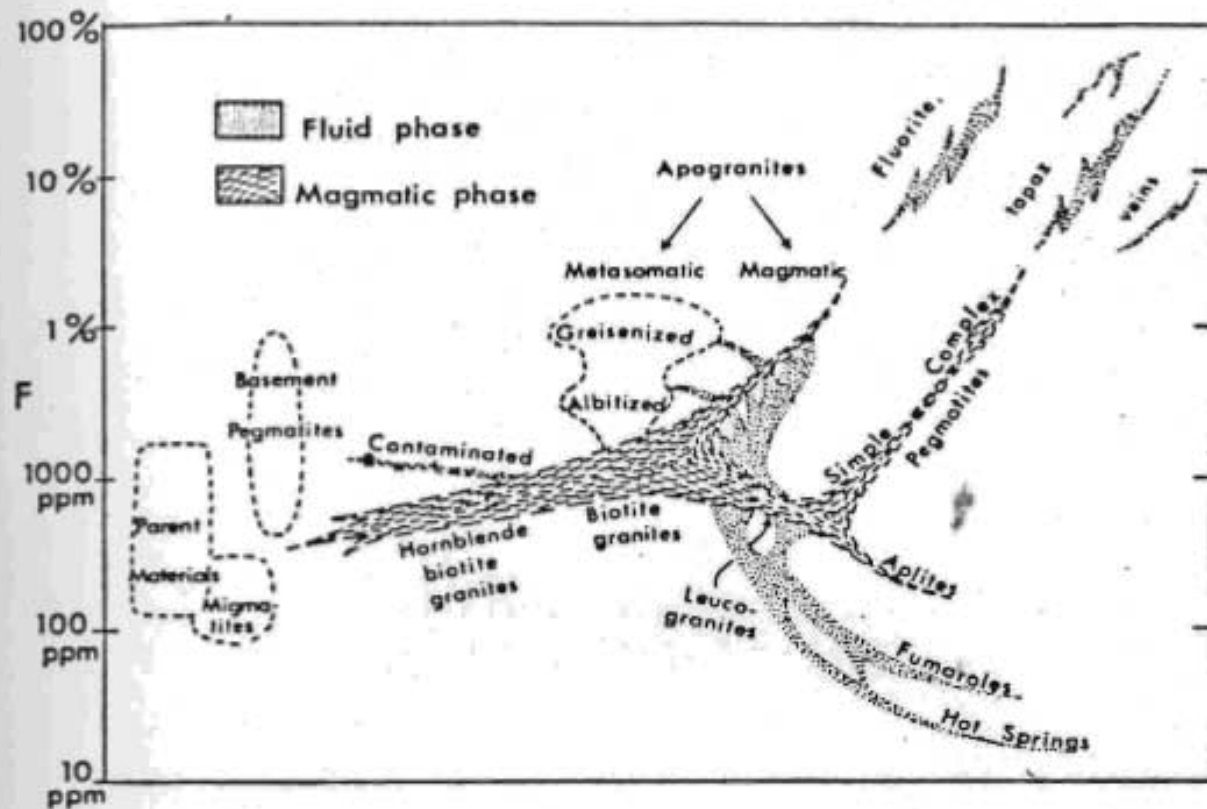 100%
10%
1%
F
1000
ppm
100
ppm
10
ppm
Fluid phase
Magmatic phase
Apogranites
Metasomatic
Magmatic
Greisenized
Albitized
Basement
Pegmatites
Parent
Materials
Migma-
tites
Contaminated
Hornblende
biotite
granites
Biotite
granites
Leuco-
granites
Fluorite,
topaz
veins
Simple
Complex
Pegmatites
Aplites
Fumaroles
Hot Springs